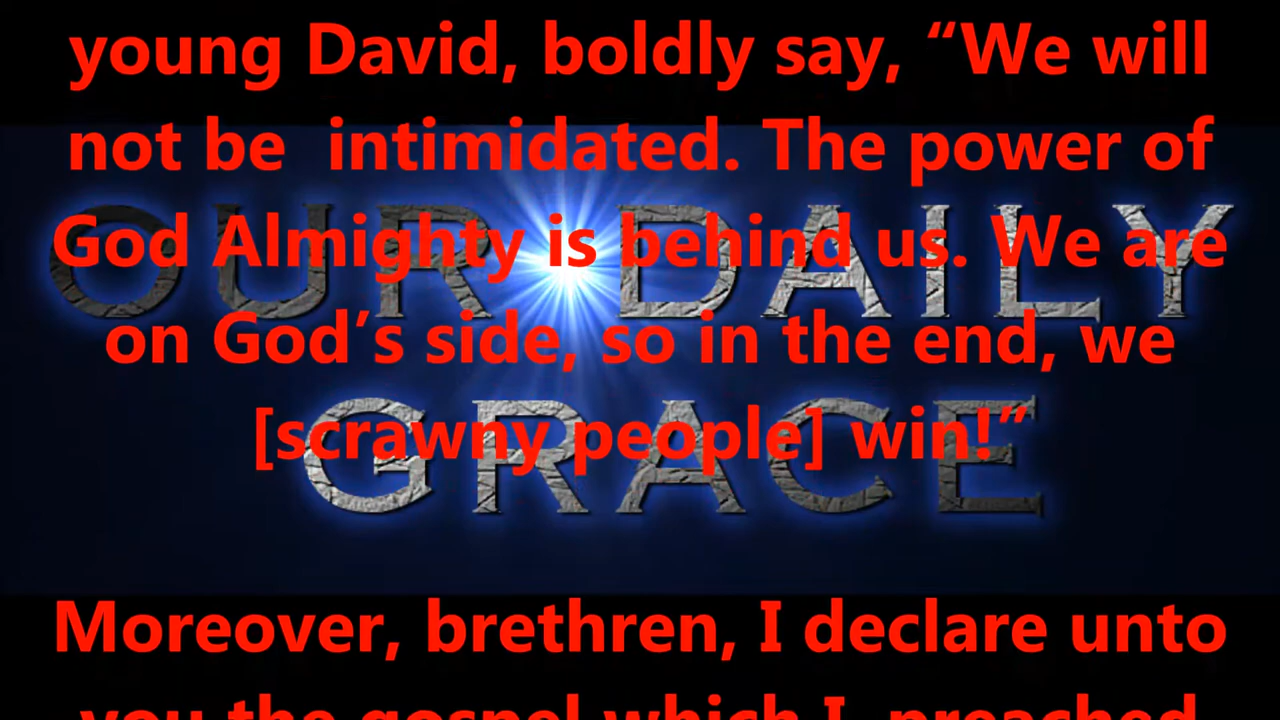 young David, boldly say, “We will
not be  intimidated. The power of
OUR DAILY
God Almighty is behind us. We are
on God’s side, so in the end, we
GRACE
[scrawny people] win!”
Moreover, brethren, I declare unto
you the gospel which I  preached